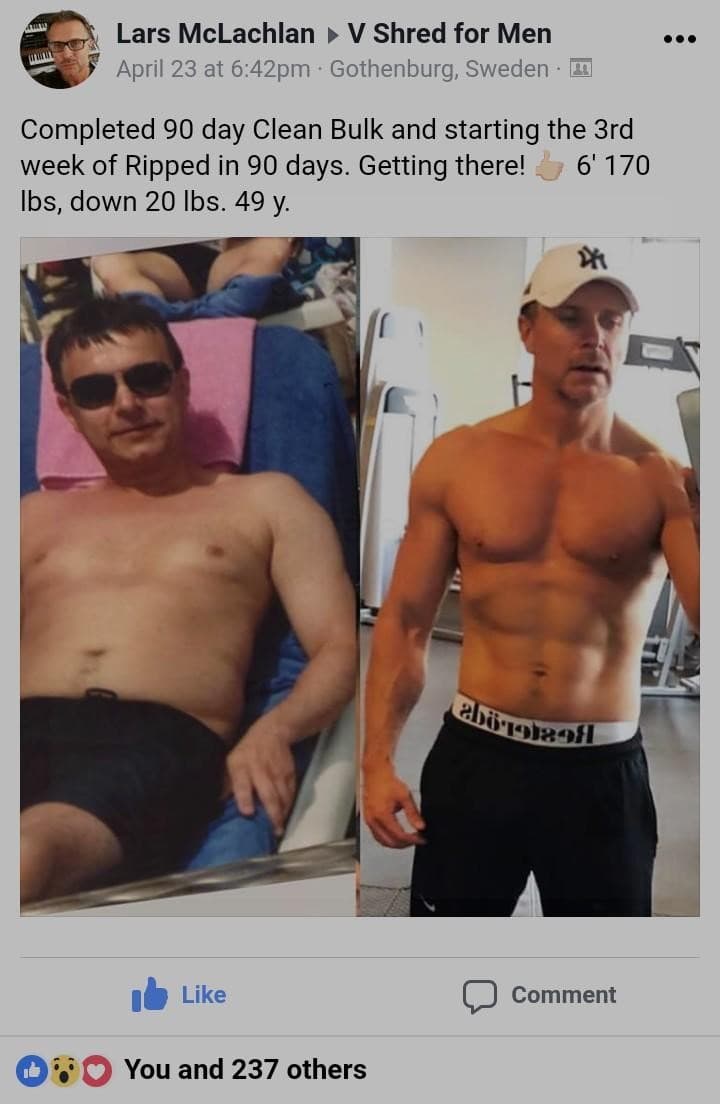 Lars McLachlan ▸ V Shred for Men
April 23 at 6:42pm · Gothenburg, Sweden ·
Completed 90 day Clean Bulk and starting the 3rd
week of Ripped in 90 days. Getting there! 👍🏼 6' 170
lbs, down 20 lbs. 49 y.
NY
Resteröds
Like
Comment
You and 237 others